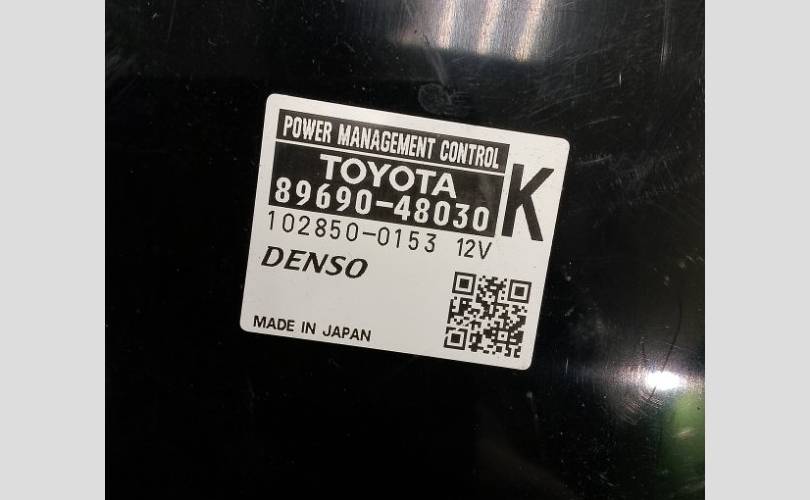 POWER MANAGEMENT CONTROL
TOYOTA
89690-48030
K
102850-0153 12V
DENSO
MADE IN JAPAN